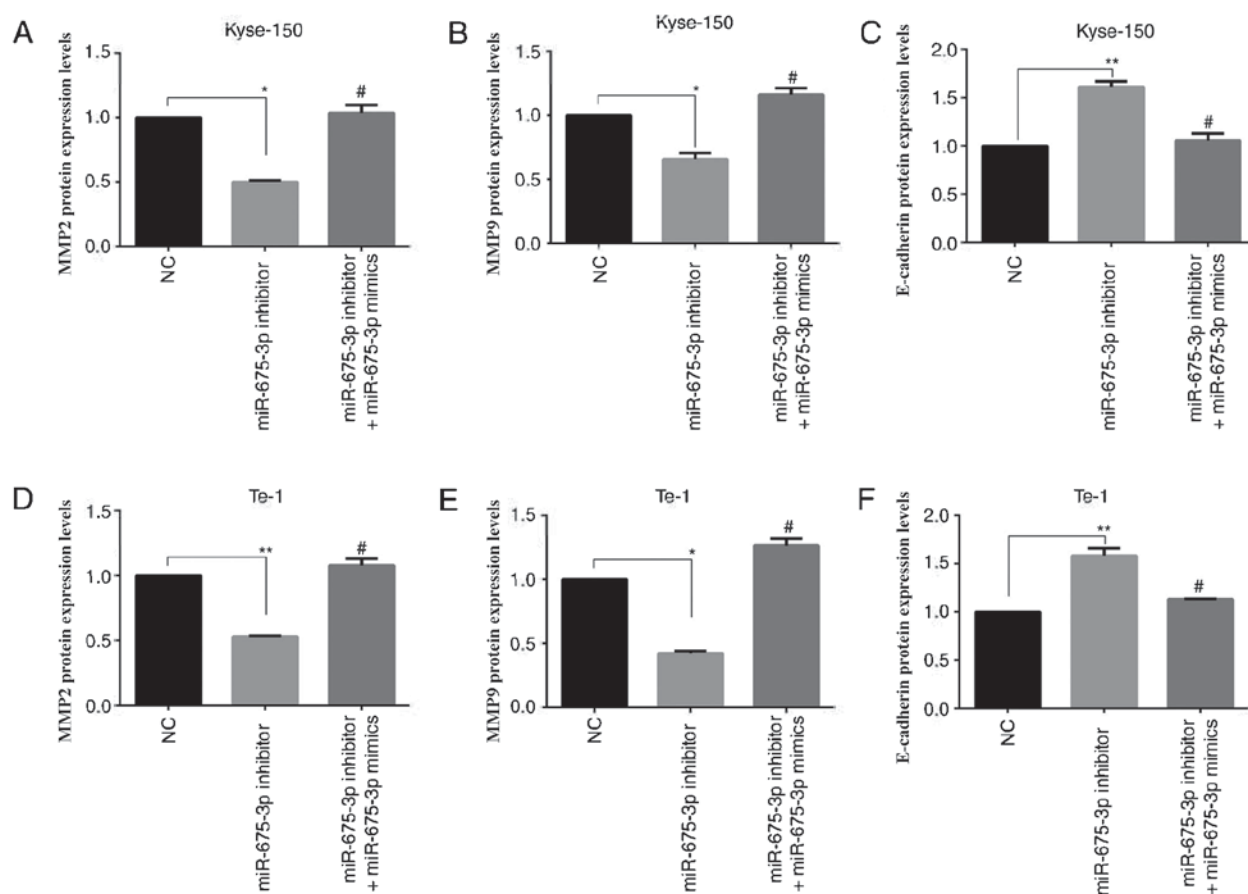 A
Kyse-150
MMP2 protein expression levels
1.5
1.0
0.5
0.0
*
#
NC
miR-675-3p inhibitor
miR-675-3p inhibitor
+ miR-675-3p mimics
B
Kyse-150
MMP9 protein expression levels
1.5
1.0
0.5
0.0
*
#
NC
miR-675-3p inhibitor
miR-675-3p inhibitor
+ miR-675-3p mimics
C
Kyse-150
E-cadherin protein expression levels
2.0
1.5
1.0
0.5
0.0
**
#
NC
miR-675-3p inhibitor
miR-675-3p inhibitor
+ miR-675-3p mimics
D
Te-1
MMP2 protein expression levels
1.5
1.0
0.5
0.0
**
#
NC
miR-675-3p inhibitor
miR-675-3p inhibitor
+ miR-675-3p mimics
E
Te-1
MMP9 protein expression levels
1.5
1.0
0.5
0.0
*
#
NC
miR-675-3p inhibitor
miR-675-3p inhibitor
+ miR-675-3p mimics
F
Te-1
E-cadherin protein expression levels
2.0
1.5
1.0
0.5
0.0
**
#
NC
miR-675-3p inhibitor
miR-675-3p inhibitor
+ miR-675-3p mimics